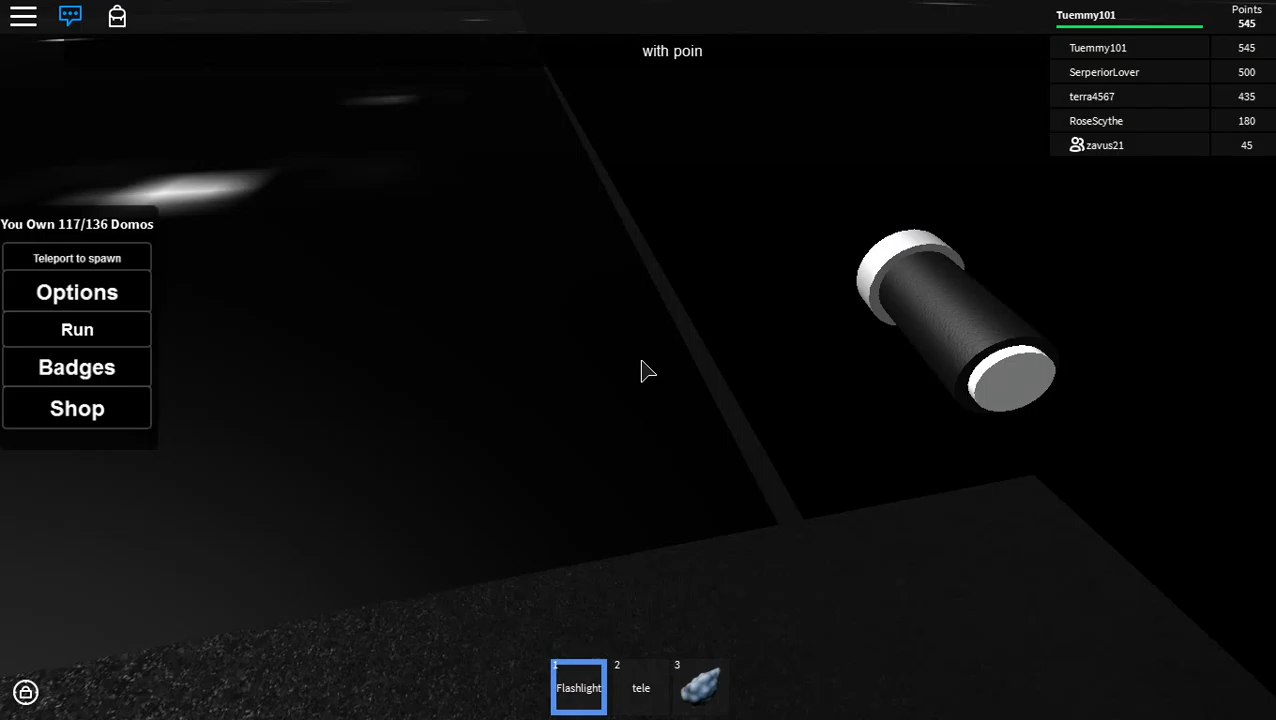 with poin
Tuemmy101
Points
545
Tuemmy101 545
SerperiorLover 500
terra4567 435
RoseScythe 180
zavus21 45
You Own 117/136 Domos
Teleport to spawn
Options
Run
Badges
Shop
1 2 3
Flashlight tele